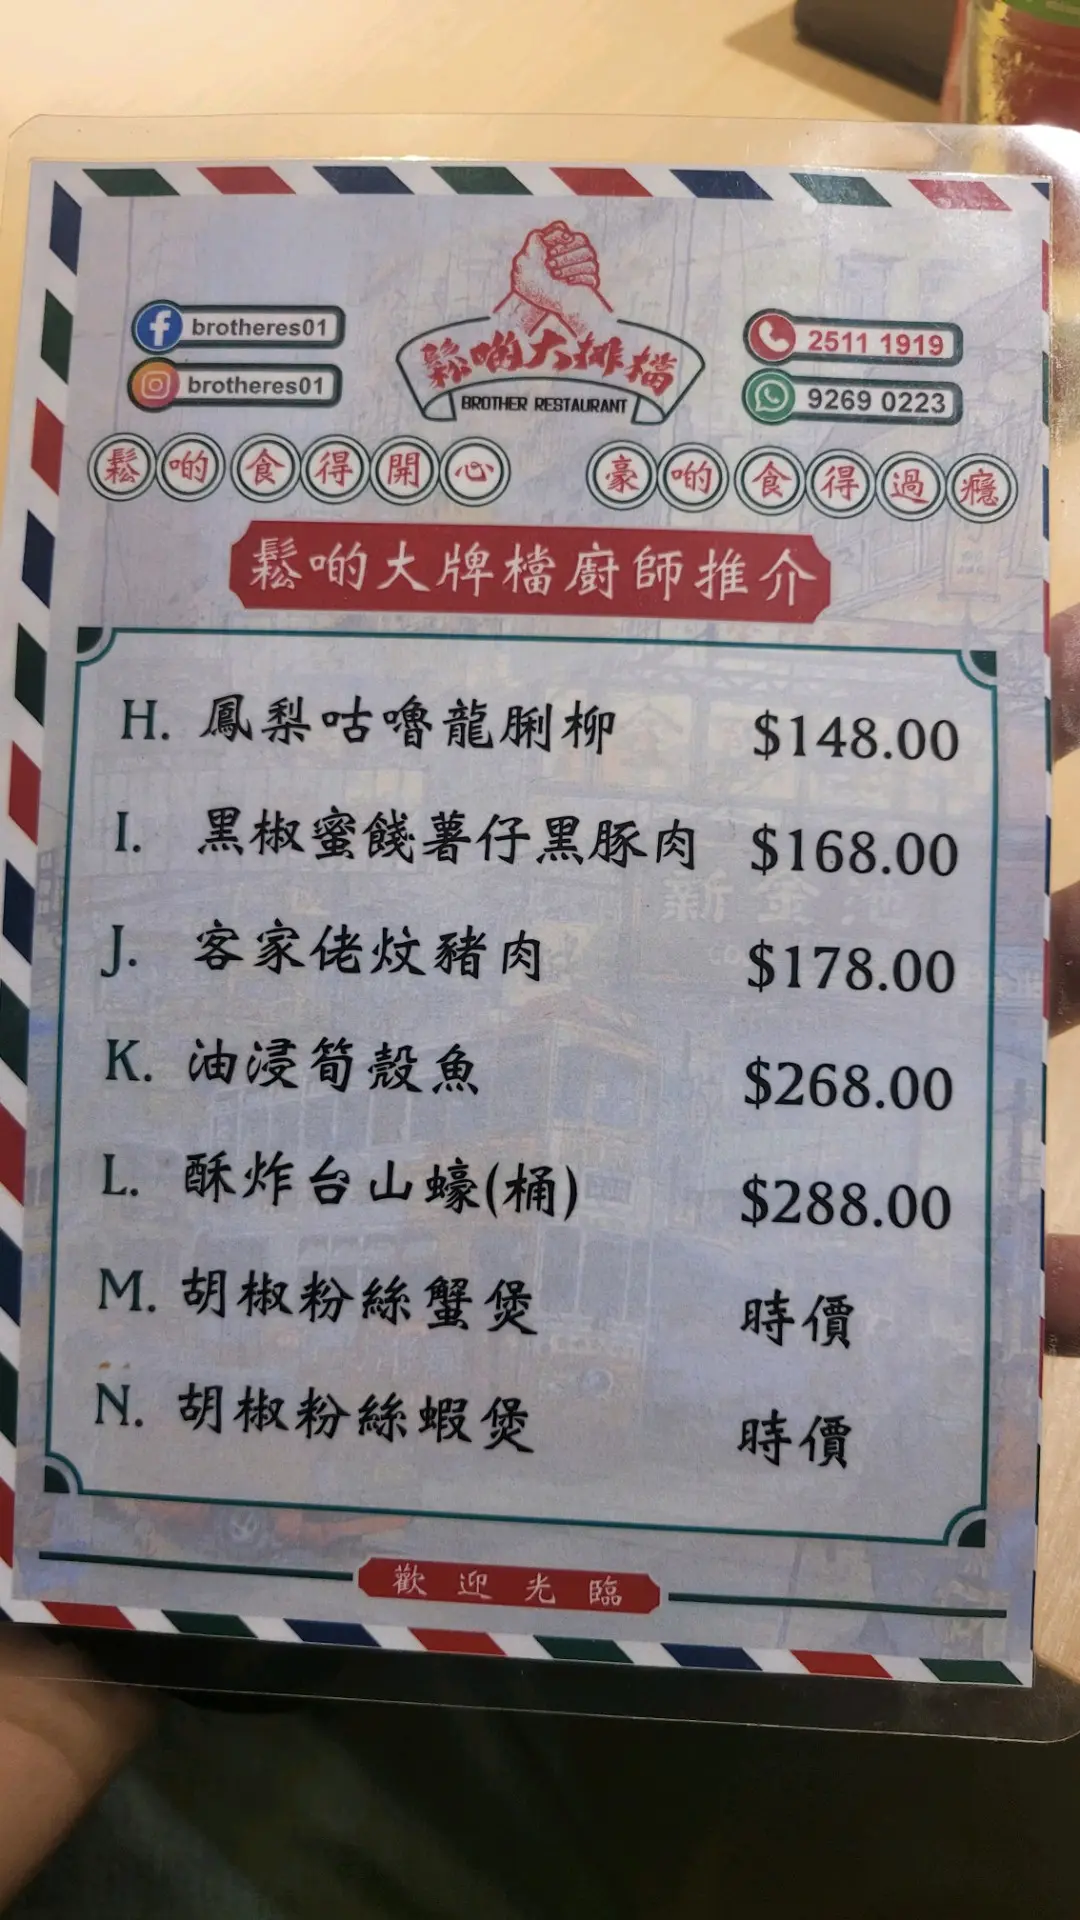 brotheres01
brotheres01
鬆啲大排檔
BROTHER RESTAURANT
2511 1919
9269 0223
鬆啲食得開心 豪啲食得過癮
鬆啲大牌檔廚師推介
H. 鳳梨咕嚕龍脷柳 $148.00
I. 黑椒蜜餞薯仔黑豚肉 $168.00
J. 客家佬炆豬肉 $178.00
K. 油浸筍殼魚 $268.00
L. 酥炸台山蠔(桶) $288.00
M. 胡椒粉絲蟹煲 時價
N. 胡椒粉絲蝦煲 時價
歡迎光臨